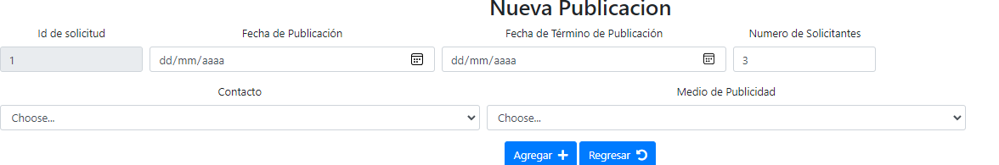 Nueva Publicacion
Id de solicitud Fecha de Publicación Fecha de Término de Publicación Numero de Solicitantes
1 dd/mm/aaaa dd/mm/aaaa 3
Contacto Medio de Publicidad
Choose... Choose...
Agregar Regresar